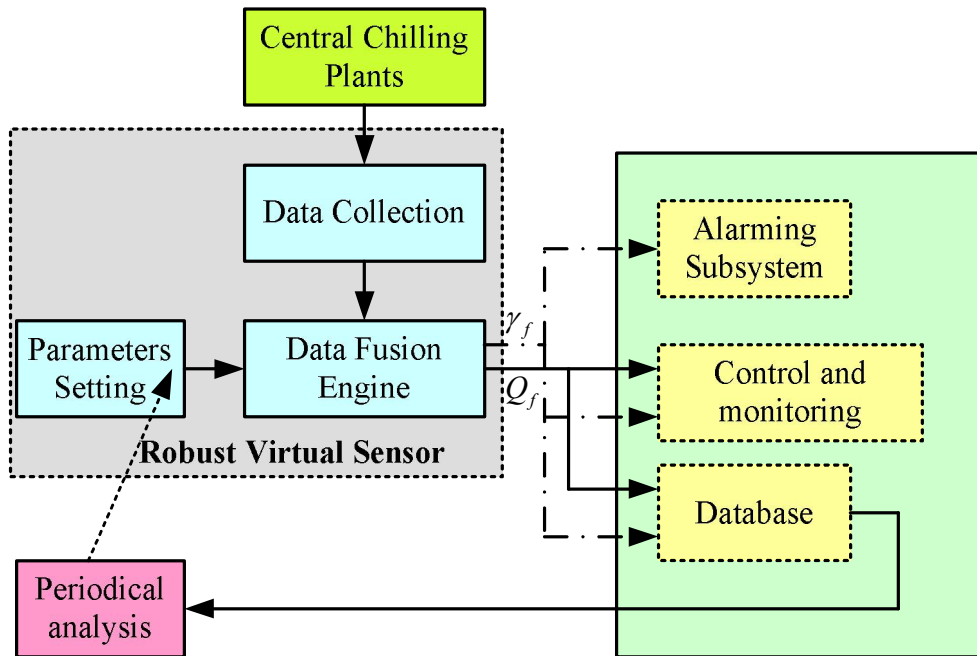 Central Chilling
Plants
Data Collection
Alarming
Subsystem
Parameters
Setting
Data Fusion
Engine
γf
Qf
Control and
monitoring
Robust Virtual Sensor
Database
Periodical
analysis